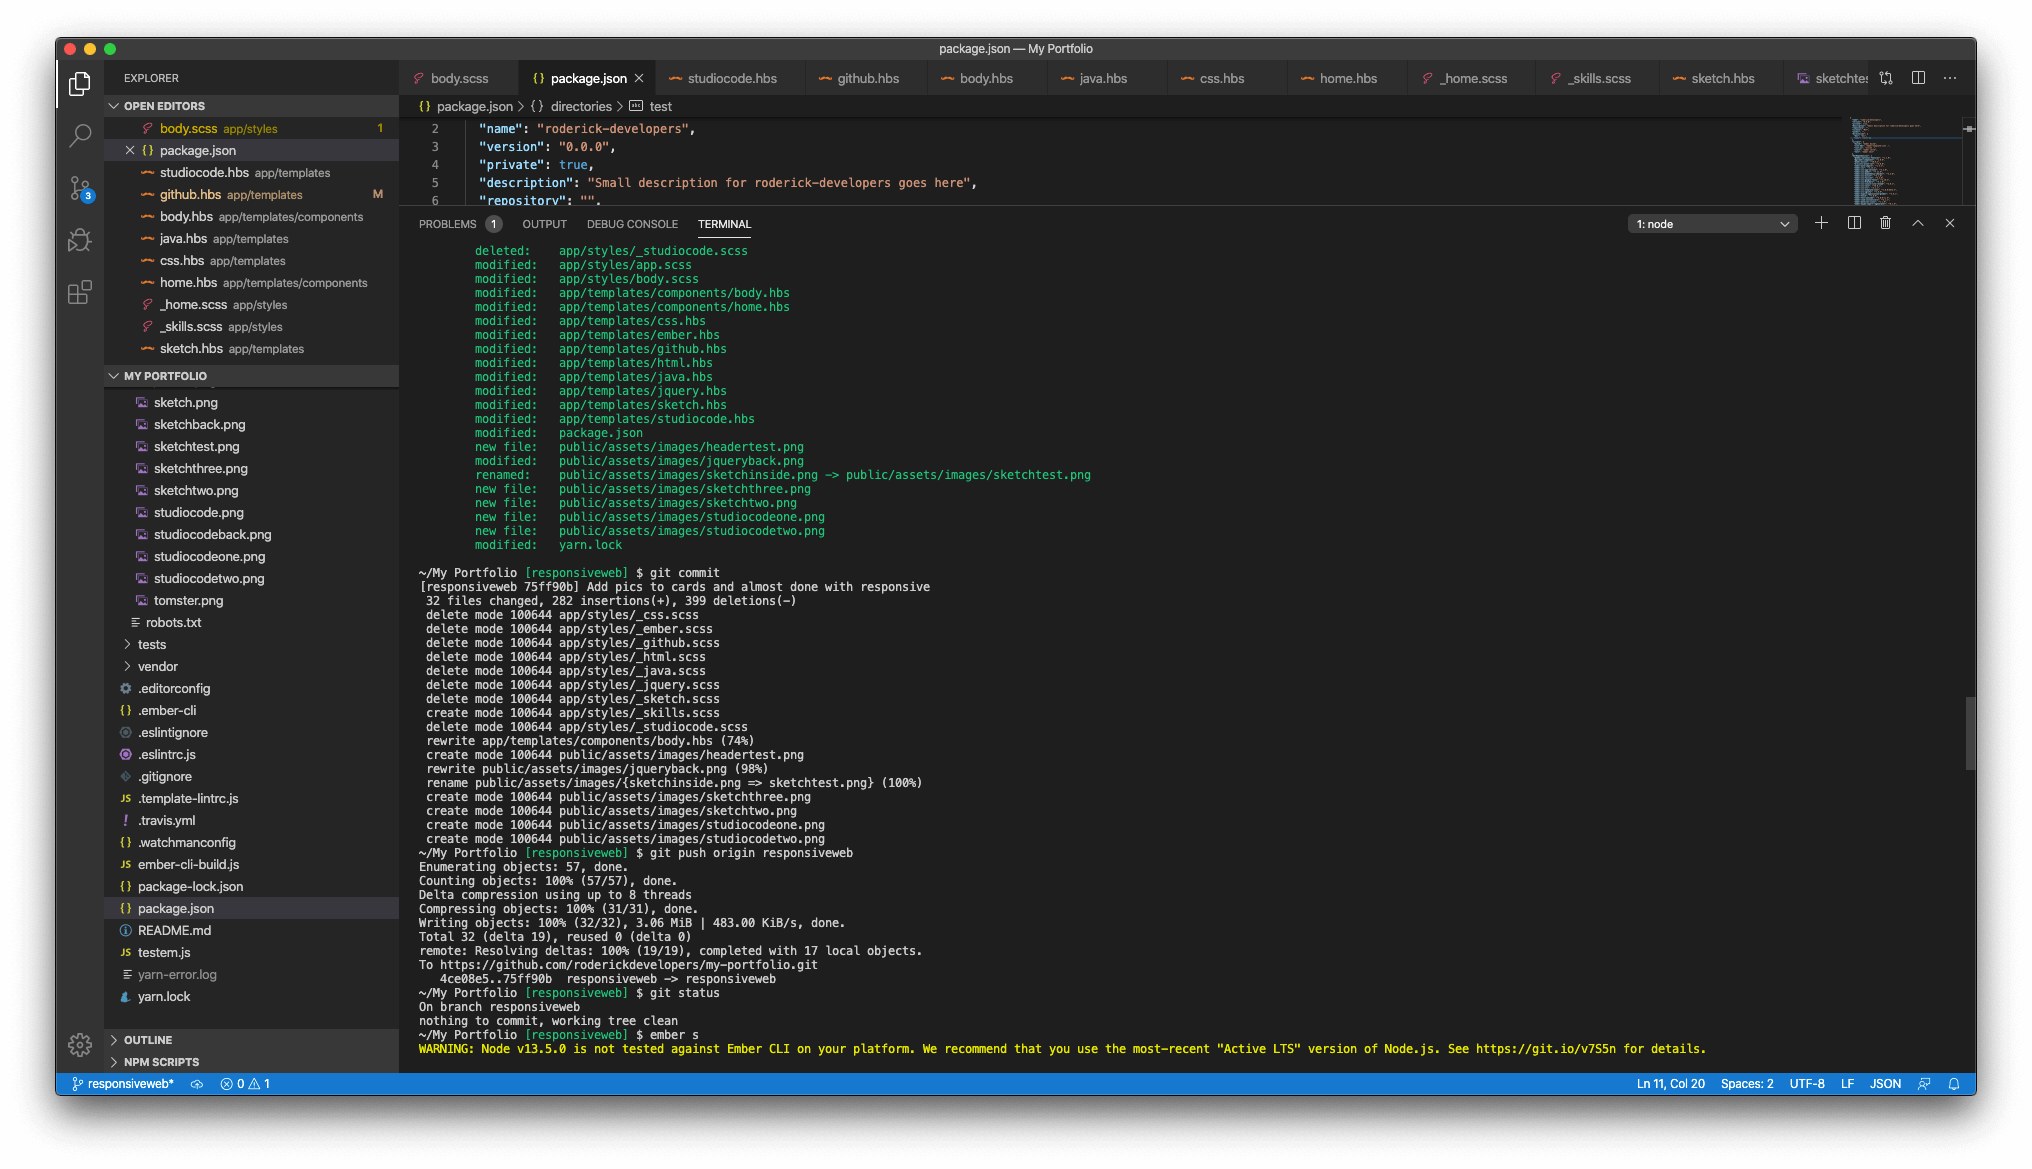 package.json — My Portfolio
EXPLORER
OPEN EDITORS
body.scss app/styles 1
package.json
studiocode.hbs app/templates
github.hbs app/templates M
body.hbs app/templates/components
java.hbs app/templates
css.hbs app/templates
home.hbs app/templates/components
_home.scss app/styles
_skills.scss app/styles
sketch.hbs app/templates
MY PORTFOLIO
sketch.png
sketchback.png
sketchtest.png
sketchthree.png
sketchtwo.png
studiocode.png
studiocodeback.png
studiocodeone.png
studiocodetwo.png
tomster.png
robots.txt
tests
vendor
.editorconfig
{} .ember-cli
.eslintignore
.eslintrc.js
.gitignore
JS .template-lintrc.js
! .travis.yml
{} .watchmanconfig
JS ember-cli-build.js
{} package-lock.json
{} package.json
README.md
JS testem.js
yarn-error.log
yarn.lock
OUTLINE
NPM SCRIPTS
3
body.scss {} package.json studiocode.hbs github.hbs body.hbs java.hbs css.hbs home.hbs _home.scss _skills.scss sketch.hbs sketchtes
{} package.json > {} directories > abc test
2 "name": "roderick-developers",
3 "version": "0.0.0",
4 "private": true,
5 "description": "Small description for roderick-developers goes here",
6 "repository": "",
PROBLEMS 1 OUTPUT DEBUG CONSOLE TERMINAL 1: node
deleted: app/styles/_studiocode.scss
modified: app/styles/app.scss
modified: app/styles/body.scss
modified: app/templates/components/body.hbs
modified: app/templates/components/home.hbs
modified: app/templates/css.hbs
modified: app/templates/ember.hbs
modified: app/templates/github.hbs
modified: app/templates/html.hbs
modified: app/templates/java.hbs
modified: app/templates/jquery.hbs
modified: app/templates/sketch.hbs
modified: app/templates/studiocode.hbs
modified: package.json
new file: public/assets/images/headertest.png
modified: public/assets/images/jqueryback.png
renamed: public/assets/images/sketchinside.png -> public/assets/images/sketchtest.png
new file: public/assets/images/sketchthree.png
new file: public/assets/images/sketchtwo.png
new file: public/assets/images/studiocodeone.png
new file: public/assets/images/studiocodetwo.png
modified: yarn.lock
~/My Portfolio [responsiveweb] $ git commit
[responsiveweb 75ff90b] Add pics to cards and almost done with responsive
32 files changed, 282 insertions(+), 399 deletions(-)
delete mode 100644 app/styles/_css.scss
delete mode 100644 app/styles/_ember.scss
delete mode 100644 app/styles/_github.scss
delete mode 100644 app/styles/_html.scss
delete mode 100644 app/styles/_java.scss
delete mode 100644 app/styles/_jquery.scss
delete mode 100644 app/styles/_sketch.scss
create mode 100644 app/styles/_skills.scss
delete mode 100644 app/styles/_studiocode.scss
rewrite app/templates/components/body.hbs (74%)
create mode 100644 public/assets/images/headertest.png
rewrite public/assets/images/jqueryback.png (98%)
rename public/assets/images/{sketchinside.png => sketchtest.png} (100%)
create mode 100644 public/assets/images/sketchthree.png
create mode 100644 public/assets/images/sketchtwo.png
create mode 100644 public/assets/images/studiocodeone.png
create mode 100644 public/assets/images/studiocodetwo.png
~/My Portfolio [responsiveweb] $ git push origin responsiveweb
Enumerating objects: 57, done.
Counting objects: 100% (57/57), done.
Delta compression using up to 8 threads
Compressing objects: 100% (31/31), done.
Writing objects: 100% (32/32), 3.06 MiB | 483.00 KiB/s, done.
Total 32 (delta 19), reused 0 (delta 0)
remote: Resolving deltas: 100% (19/19), completed with 17 local objects.
To https://github.com/roderickdevelopers/my-portfolio.git
4ce08e5..75ff90b responsiveweb -> responsiveweb
~/My Portfolio [responsiveweb] $ git status
On branch responsiveweb
nothing to commit, working tree clean
~/My Portfolio [responsiveweb] $ ember s
WARNING: Node v13.5.0 is not tested against Ember CLI on your platform. We recommend that you use the most-recent "Active LTS" version of Node.js. See https://git.io/v7S5n for details.
responsiveweb* 0 1 Ln 11, Col 20 Spaces: 2 UTF-8 LF JSON